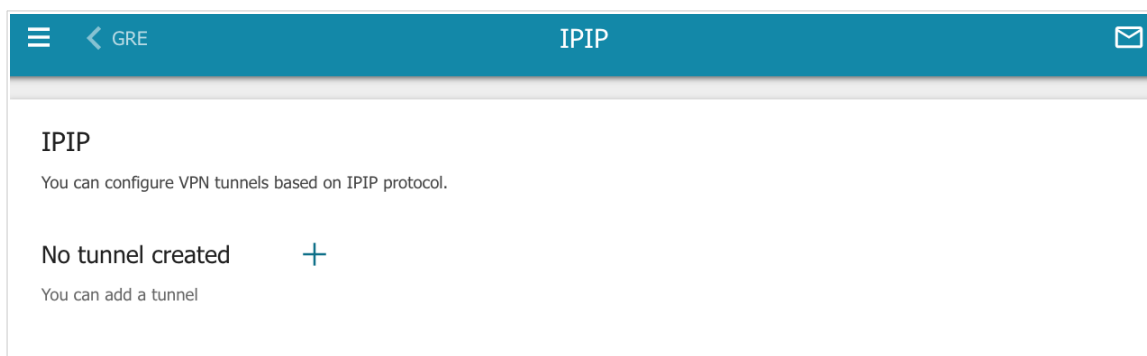 GRE
IPIP
IPIP
You can configure VPN tunnels based on IPIP protocol.
No tunnel created
You can add a tunnel